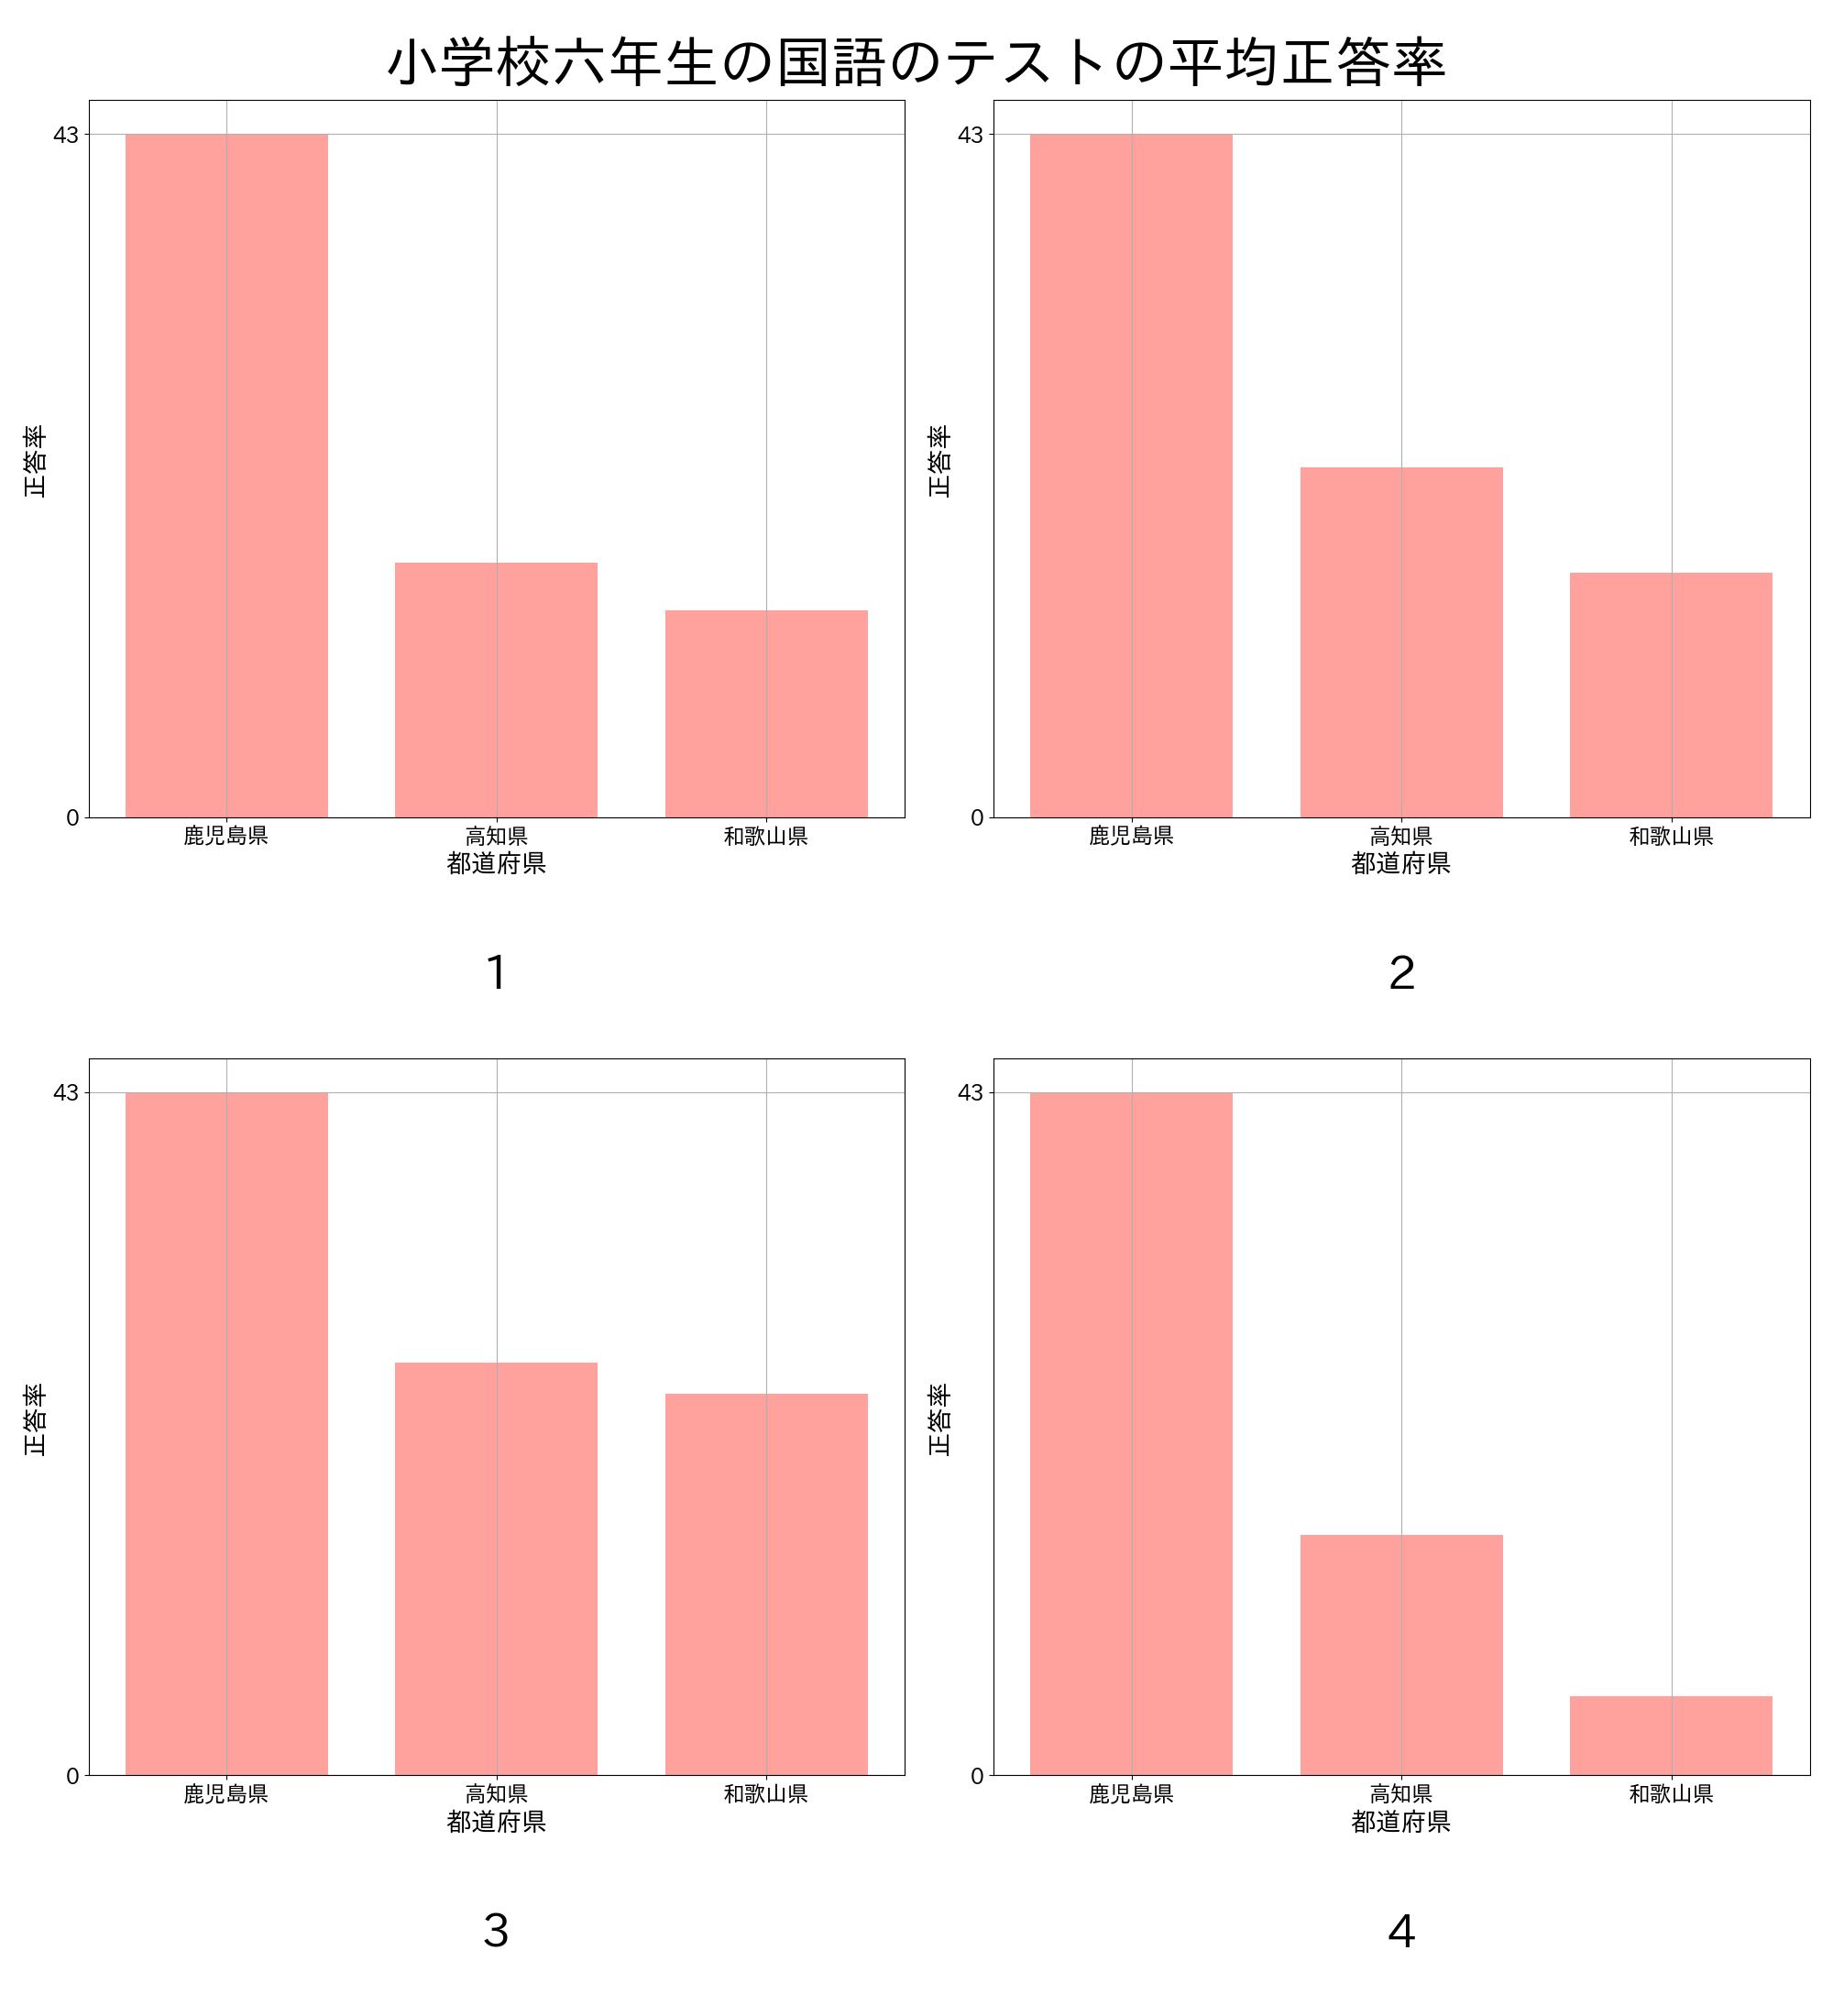 小学校六年生の国語のテストの平均正答率
43
0
正答率
鹿児島県 高知県 和歌山県
都道府県
1
43
0
正答率
鹿児島県 高知県 和歌山県
都道府県
2
43
0
正答率
鹿児島県 高知県 和歌山県
都道府県
3
43
0
正答率
鹿児島県 高知県 和歌山県
都道府県
4